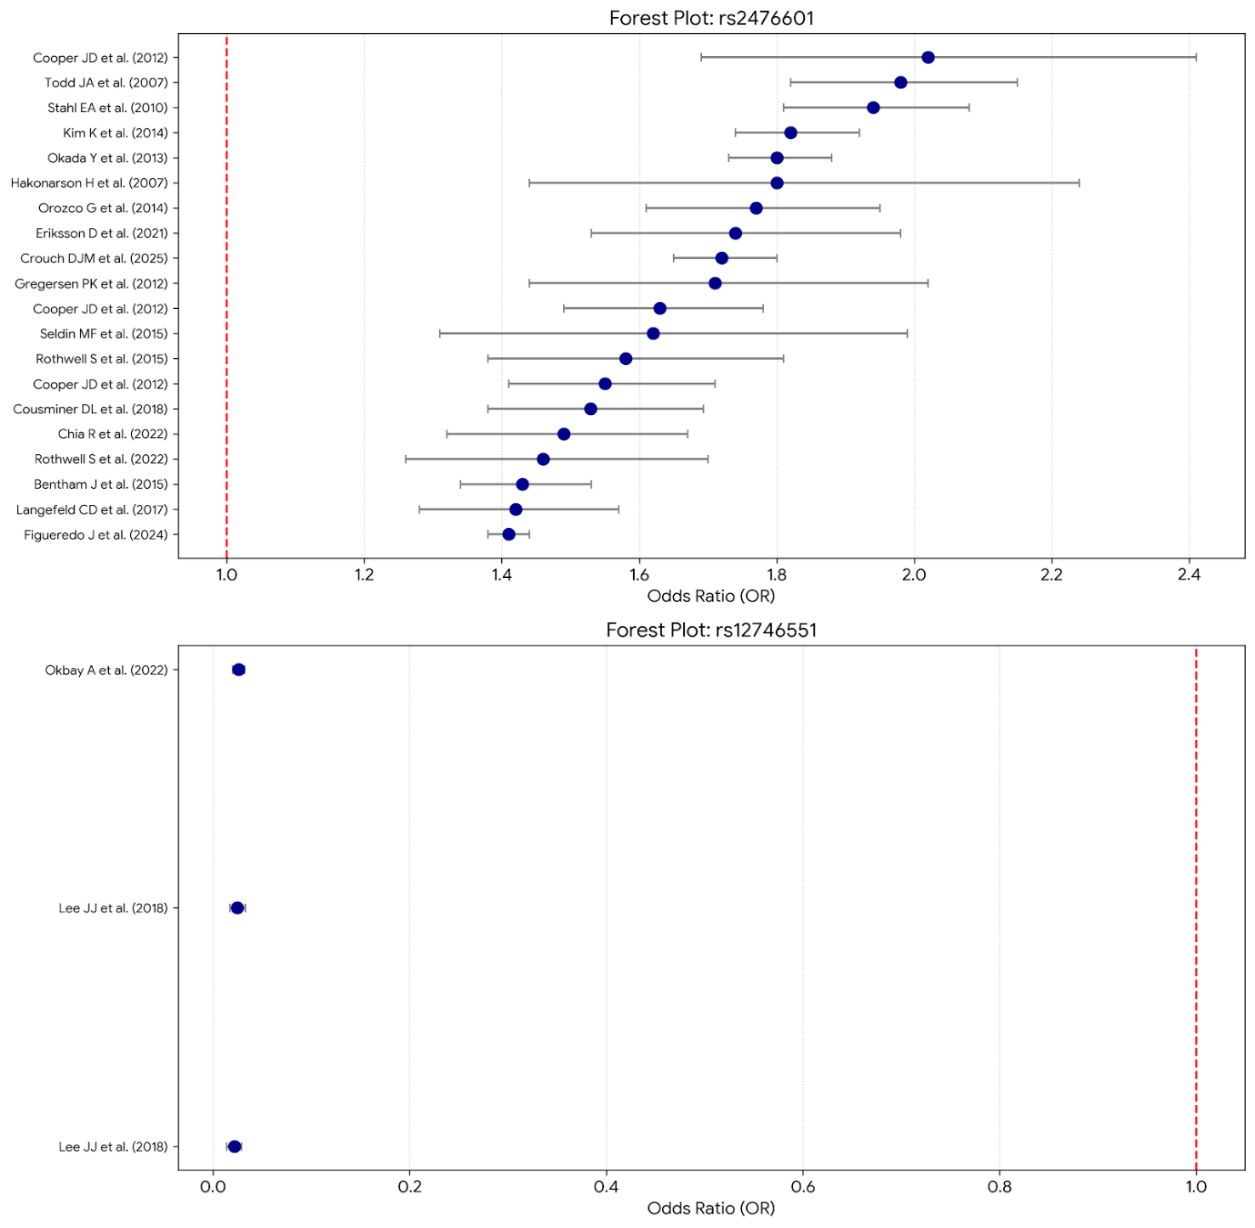 Forest Plot: rs2476601
Cooper JD et al. (2012)
Todd JA et al. (2007)
Stahl EA et al. (2010)
Kim K et al. (2014)
Okada Y et al. (2013)
Hakonarson H et al. (2007)
Orozco G et al. (2014)
Eriksson D et al. (2021)
Crouch DJM et al. (2025)
Gregersen PK et al. (2012)
Cooper JD et al. (2012)
Seldin MF et al. (2015)
Rothwell S et al. (2015)
Cooper JD et al. (2012)
Cousminer DL et al. (2018)
Chia R et al. (2022)
Rothwell S et al. (2022)
Bentham J et al. (2015)
Langefeld CD et al. (2017)
Figueredo J et al. (2024)
1.0 1.2 1.4 1.6 1.8 2.0 2.2 2.4
Odds Ratio (OR)
Forest Plot: rs12746551
Okbay A et al. (2022)
Lee JJ et al. (2018)
Lee JJ et al. (2018)
0.0 0.2 0.4 0.6 0.8 1.0
Odds Ratio (OR)